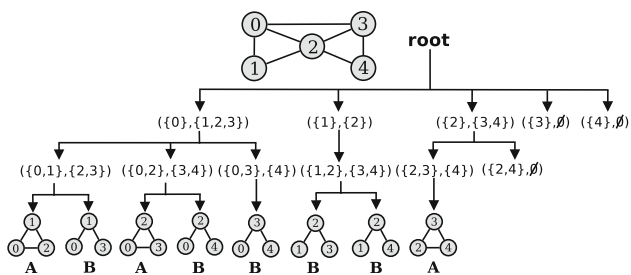 0 3
2
root
1 4
({0},{1,2,3}) ({1},{2}) ({2},{3,4}) ({3},∅) ({4},∅)
({0,1},{2,3}) ({0,2},{3,4}) ({0,3},{4}) ({1,2},{3,4}) ({2,3},{4}) ({2,4},∅)
1 1 2 2 3 2 2 3
0 2 0 3 0 3 0 4 0 4 1 3 1 4 2 4
A B A B B B B A